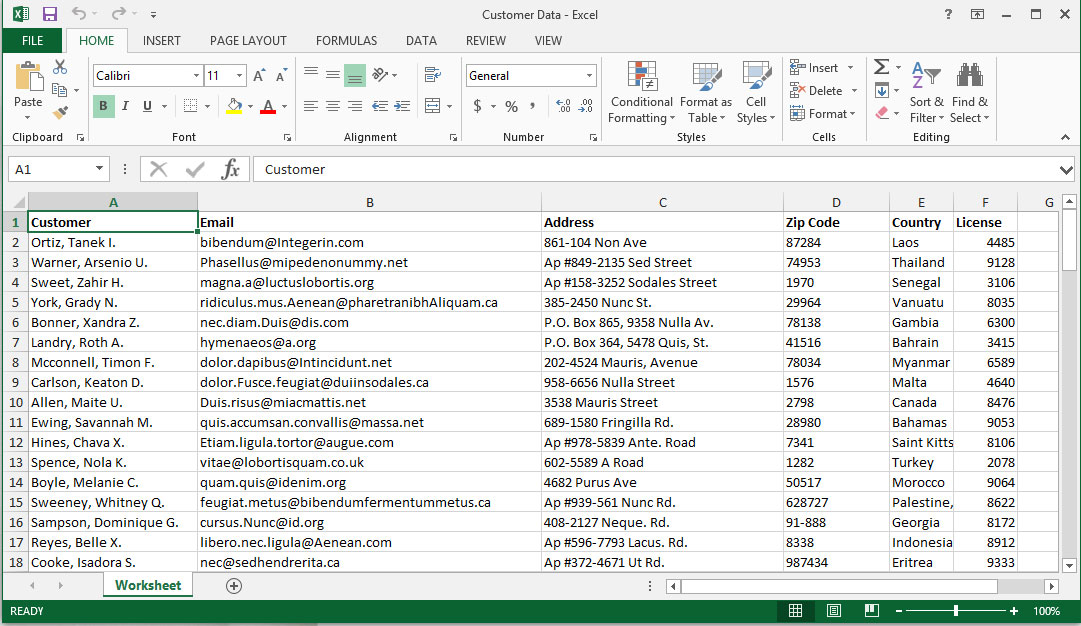 Customer Data - Excel
FILE HOME INSERT PAGE LAYOUT FORMULAS DATA REVIEW VIEW
Paste
Calibri 11
B I U A
General
$ % ,
Conditional Formatting
Format as Table
Cell Styles
Insert
Delete
Format
Sort & Filter
Find & Select
Clipboard Font Alignment Number Styles Cells Editing
A1 fx Customer
A B C D E F G
1 Customer Email Address Zip Code Country License
2 Ortiz, Tanek I. bibendum@Integerin.com 861-104 Non Ave 87284 Laos 4485
3 Warner, Arsenio U. Phasellus@mipedenonummy.net Ap #849-2135 Sed Street 74953 Thailand 9128
4 Sweet, Zahir H. magna.a@luctuslobortis.org Ap #158-3252 Sodales Street 1970 Senegal 3106
5 York, Grady N. ridiculus.mus.Aenean@pharetranibhAliquam.ca 385-2450 Nunc St. 29964 Vanuatu 8035
6 Bonner, Xandra Z. nec.diam.Duis@dis.com P.O. Box 865, 9358 Nulla Av. 78138 Gambia 6300
7 Landry, Roth A. hymenaeos@a.org P.O. Box 364, 5478 Quis, St. 41516 Bahrain 3415
8 Mcconnell, Timon F. dolor.dapibus@Intincidunt.net 202-4524 Mauris, Avenue 78034 Myanmar 6589
9 Carlson, Keaton D. dolor.Fusce.feugiat@duiinsodales.ca 958-6656 Nulla Street 1576 Malta 4640
10 Allen, Maite U. Duis.risus@miacmattis.net 3538 Mauris Street 2798 Canada 8476
11 Ewing, Savannah M. quis.accumsan.convallis@massa.net 689-1580 Fringilla Rd. 28980 Bahamas 9053
12 Hines, Chava X. Etiam.ligula.tortor@augue.com Ap #978-5839 Ante. Road 7341 Saint Kitts 8106
13 Spence, Nola K. vitae@lobortisquam.co.uk 602-5589 A Road 1282 Turkey 2078
14 Boyle, Melanie C. quam.quis@idenim.org 4682 Purus Ave 50517 Morocco 9064
15 Sweeney, Whitney Q. feugiat.metus@bibendumfermentummetus.ca Ap #939-561 Nunc Rd. 628727 Palestine, 8622
16 Sampson, Dominique G. cursus.Nunc@id.org 408-2127 Neque. Rd. 91-888 Georgia 8172
17 Reyes, Belle X. libero.nec.ligula@Aenean.com Ap #596-7793 Lacus. Rd. 8338 Indonesia 8912
18 Cooke, Isadora S. nec@sedhendrerita.ca Ap #372-4671 Ut Rd. 987434 Eritrea 9333
Worksheet
READY 100%